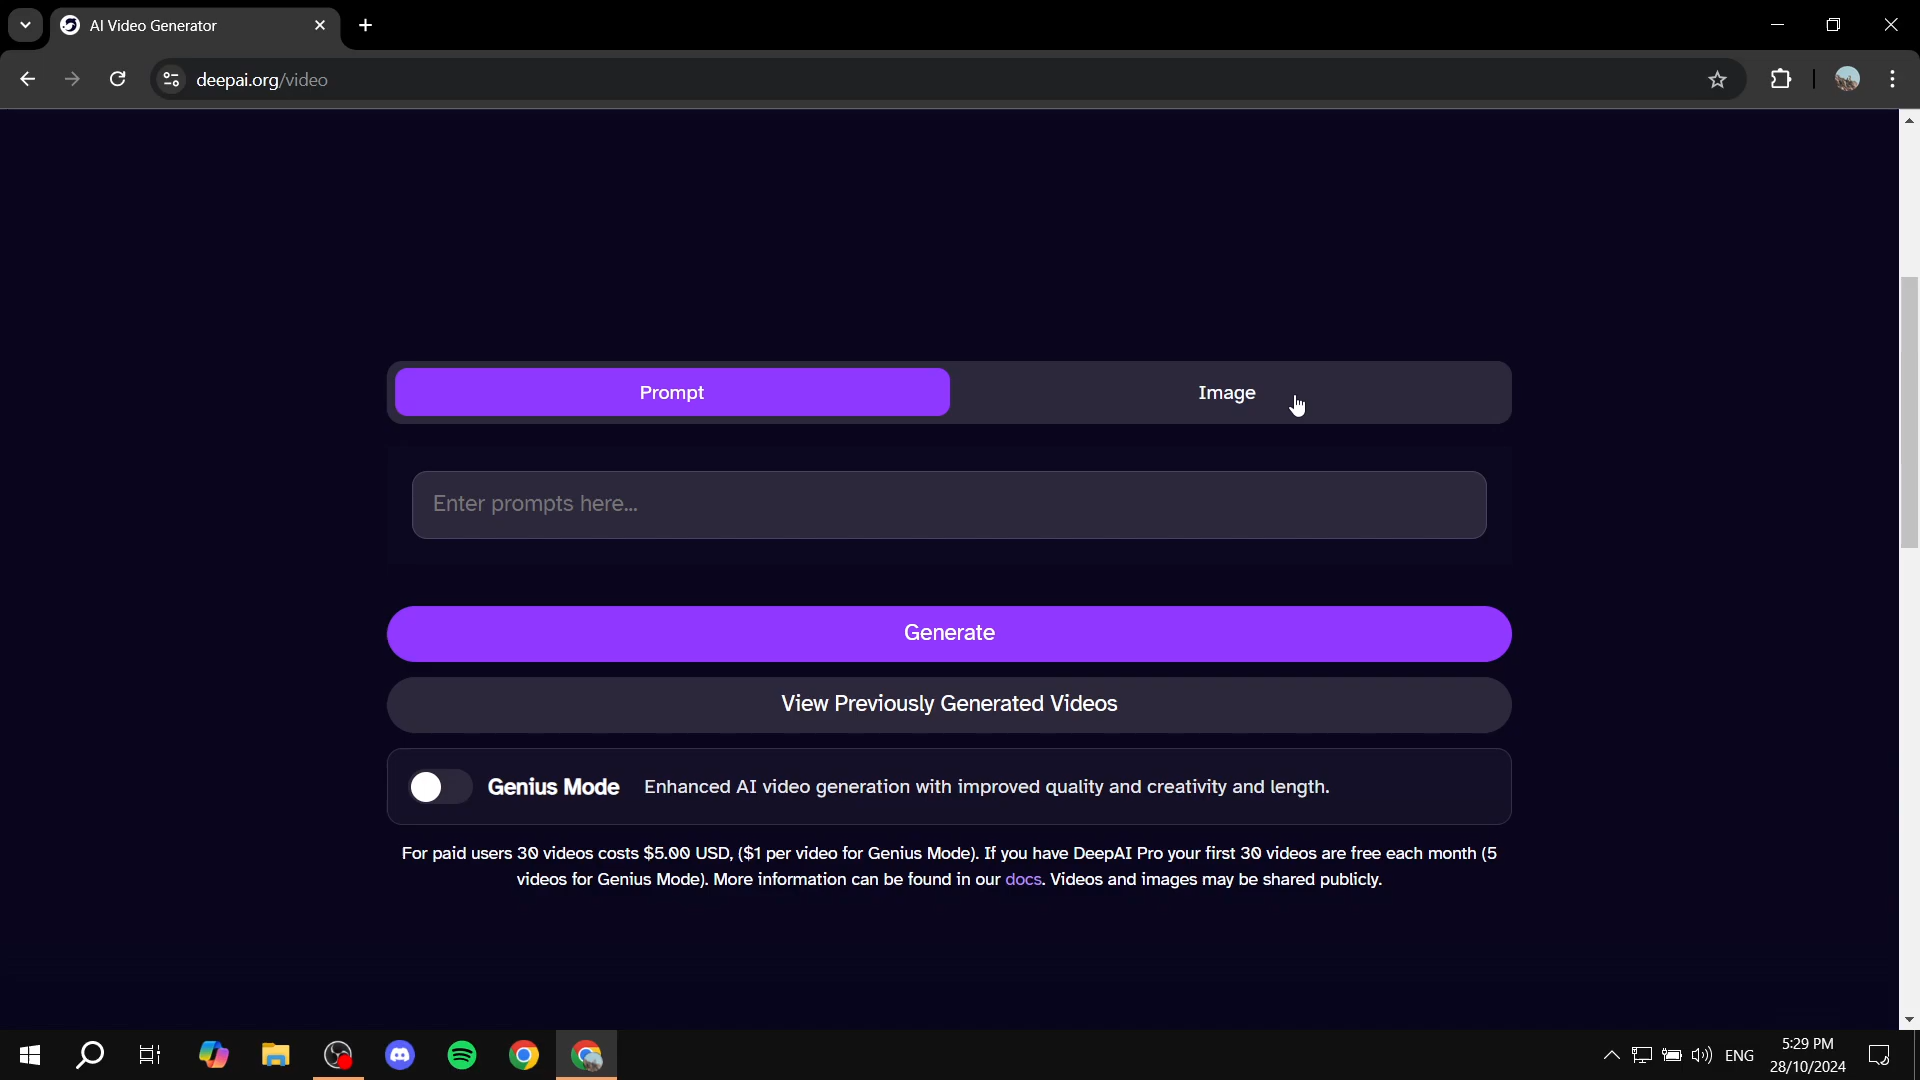 AI Video Generator
deepai.org/video
Prompt
Image
Enter prompts here...
Generate
View Previously Generated Videos
Genius Mode Enhanced AI video generation with improved quality and creativity and length.
For paid users 30 videos costs $5.00 USD, ($1 per video for Genius Mode). If you have DeepAI Pro your first 30 videos are free each month (5
videos for Genius Mode). More information can be found in our docs. Videos and images may be shared publicly.
ENG
5:29 PM
28/10/2024